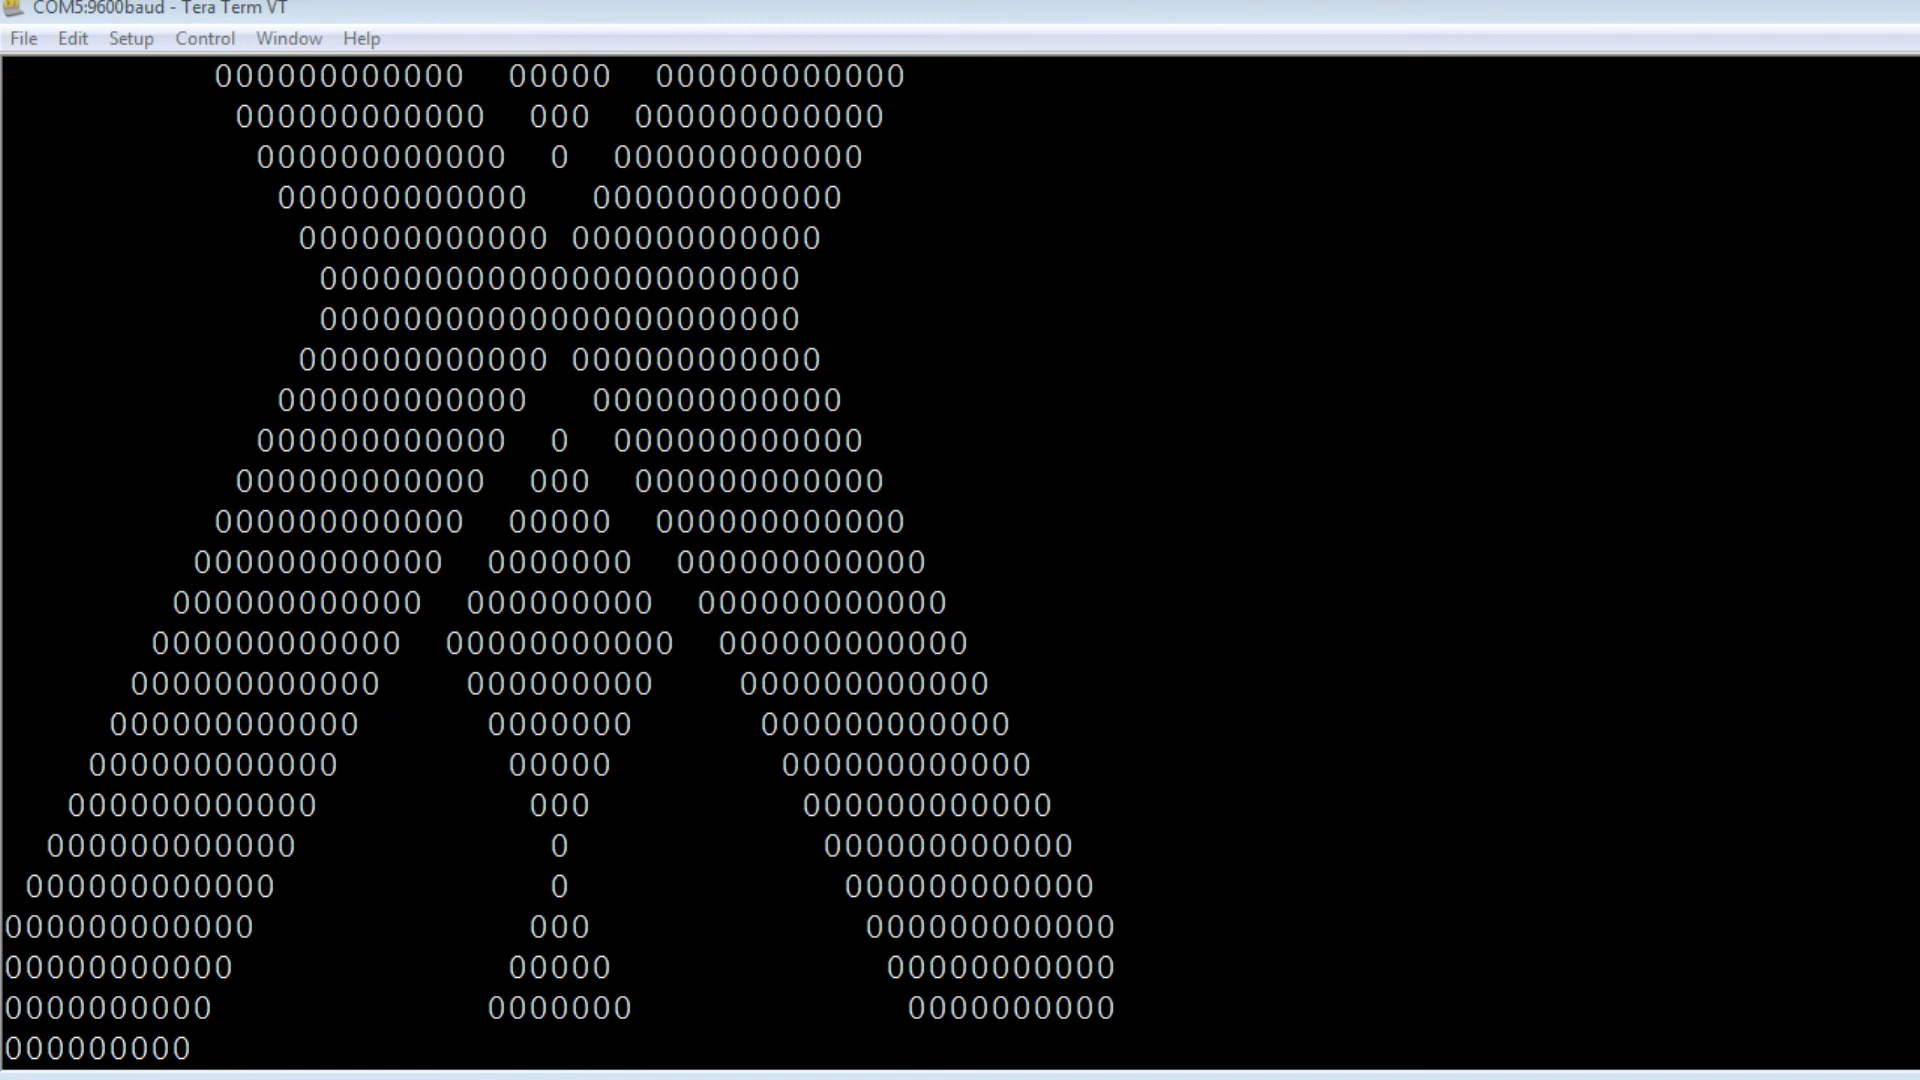 COM5:9600baud - Tera Term VT
File Edit Setup Control Window Help
          000000000000  00000  000000000000
           000000000000  000  000000000000
            000000000000  0  000000000000
             000000000000   000000000000
              000000000000 000000000000
               00000000000000000000000
               00000000000000000000000
              000000000000 000000000000
             000000000000   000000000000
            000000000000  0  000000000000
           000000000000  000  000000000000
          000000000000  00000  000000000000
         000000000000  0000000  000000000000
        000000000000  000000000  000000000000
       000000000000  00000000000  000000000000
      000000000000    000000000    000000000000
     000000000000      0000000      000000000000
    000000000000        00000        000000000000
   000000000000          000          000000000000
  000000000000            0            000000000000
 000000000000             0             000000000000
000000000000             000             000000000000
00000000000             00000             00000000000
0000000000             0000000             0000000000
000000000